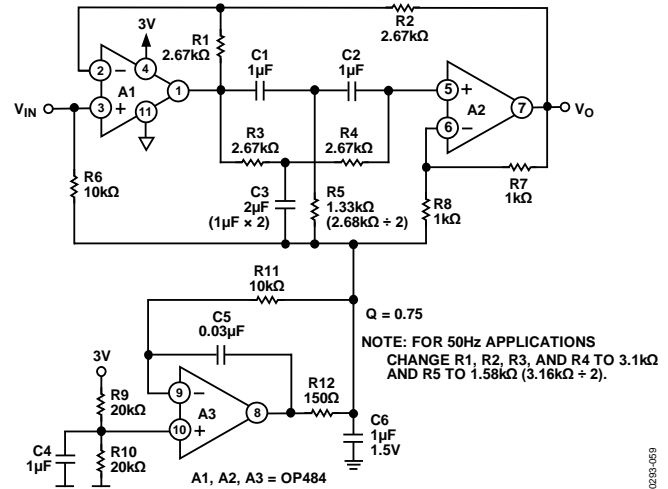 R2
2.67kΩ
3V
R1
2.67kΩ
C1
1µF
C2
1µF
2
−
4
A1
1
3
+
11
VIN
5
+
A2
7
6
−
VO
R3
2.67kΩ
R4
2.67kΩ
R6
10kΩ
C3
2µF
(1µF × 2)
R5
1.33kΩ
(2.68kΩ ÷ 2)
R7
1kΩ
R8
1kΩ
R11
10kΩ
C5
0.03µF
Q = 0.75
NOTE: FOR 50Hz APPLICATIONS
CHANGE R1, R2, R3, AND R4 TO 3.1kΩ
AND R5 TO 1.58kΩ (3.16kΩ ÷ 2).
3V
R9
20kΩ
9
−
A3
8
10
+
R12
150Ω
C4
1µF
R10
20kΩ
C6
1µF
1.5V
A1, A2, A3 = OP484
0293-059